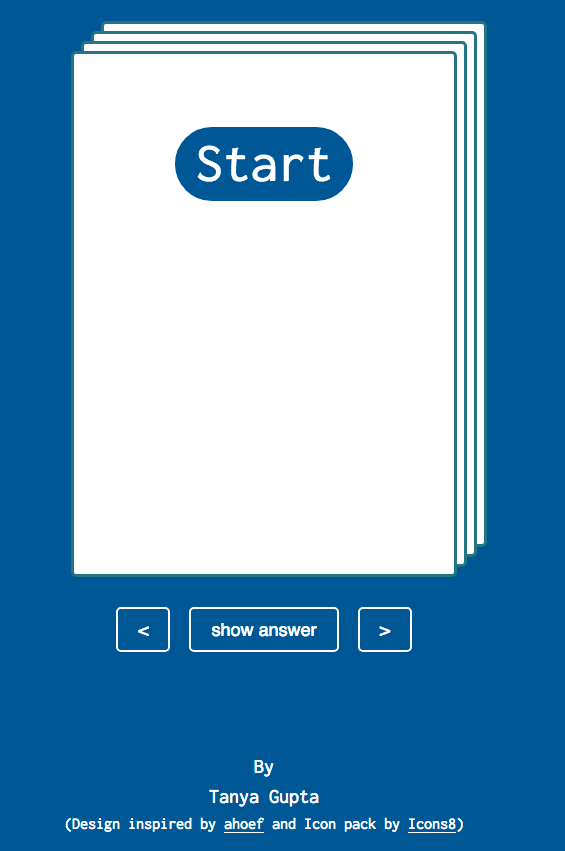 Start
< show answer >
By
Tanya Gupta
(Design inspired by ahoef and Icon pack by Icons8)